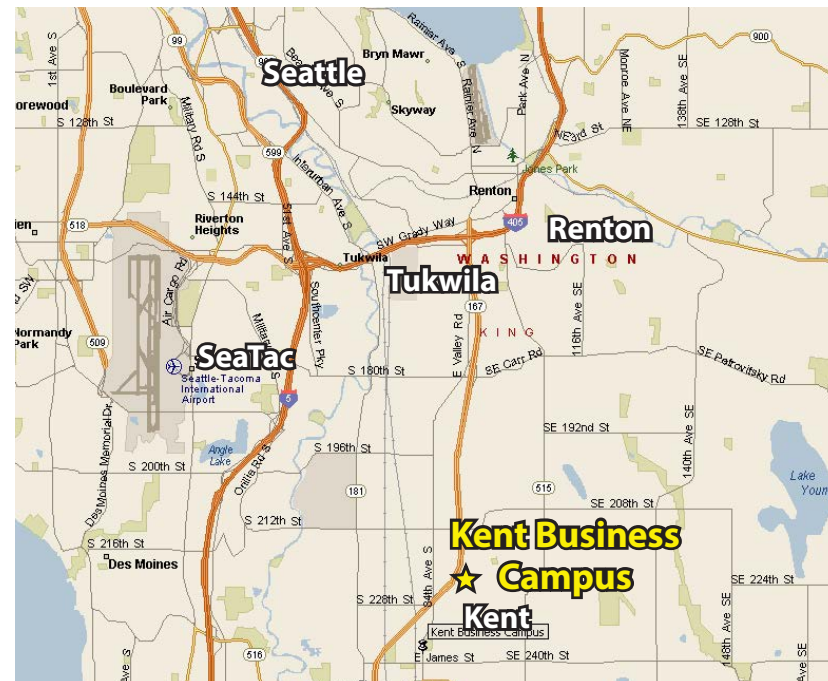 99
1st Ave S
Seattle
Bryn Mawr
Rainier Ave S
Park Ave N
Monroe Ave NE
138th Ave SE
900
Boulevard
Park
orewood
Military Rd S
Skyway
Rainier Ave N
S 128th St
NE 3rd St
SE 128th St
599
Interurban Ave S
Jones Park
S 144th St
Renton
518
ien
Riverton
Heights
51st Ave S
SW Grady Way
405
Renton
Tukwila
WASHINGTON
Tukwila
Air Cargo Rd
Southcenter Pky
167
116th Ave SE
KING
Normandy
Park
509
Military
E Valley Rd
SE Carr Rd
SE Petrovitsky Rd
SeaTac
Seattle-Tacoma
International
Airport
S 180th St
5
SE 192nd St
140th Ave SE
Des Moines Memorial Dr
Angle
Lake
S 196th St
S 200th St
Orillia Rd S
181
515
Lake
Youn
SE 208th St
S 212th St
S 216th St
Kent Business
Campus
Des Moines
84th Ave S
SE 224th St
S 228th St
Kent
Kent Business Campus
148th Ave SE
516
E James St
SE 240th St